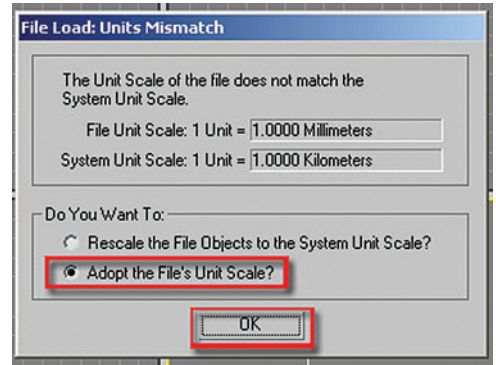 File Load: Units Mismatch
The Unit Scale of the file does not match the
System Unit Scale.
File Unit Scale: 1 Unit = 1.0000 Millimeters
System Unit Scale: 1 Unit = 1.0000 Kilometers
Do You Want To:
Rescale the File Objects to the System Unit Scale?
Adopt the File's Unit Scale?
OK